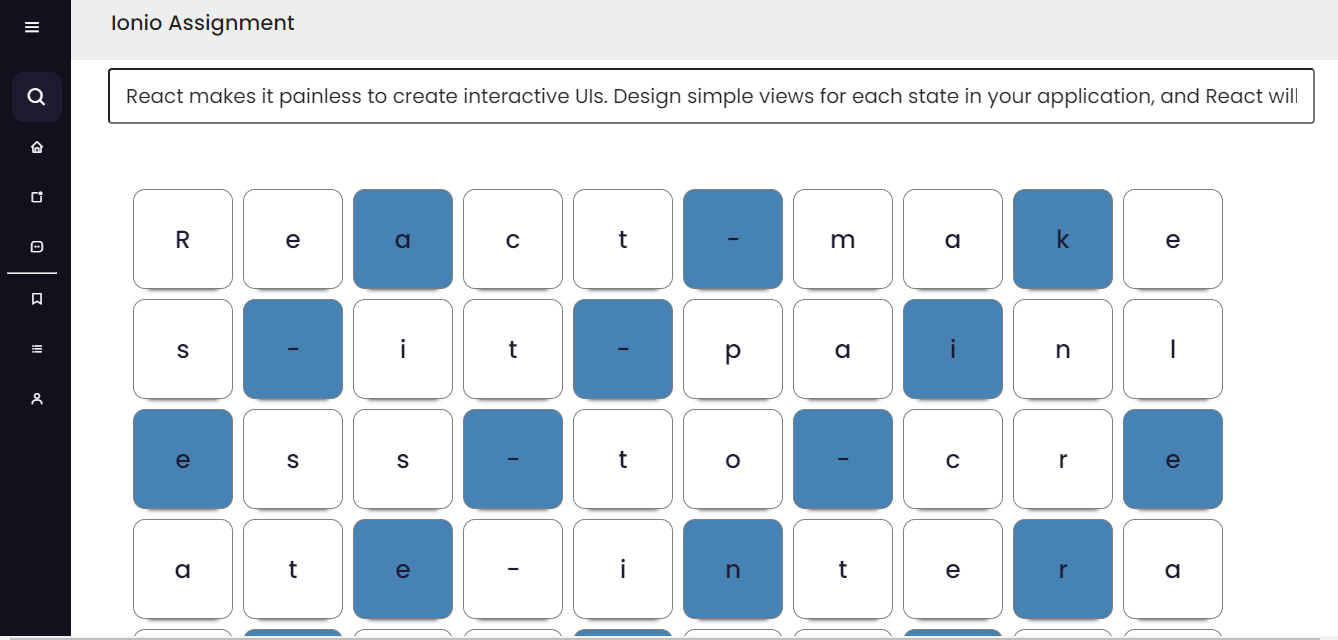 Ionio Assignment
React makes it painless to create interactive UIs. Design simple views for each state in your application, and React will
R e a c t - m a k e
s - i t - p a i n l
e s s - t o - c r e
a t e - i n t e r a